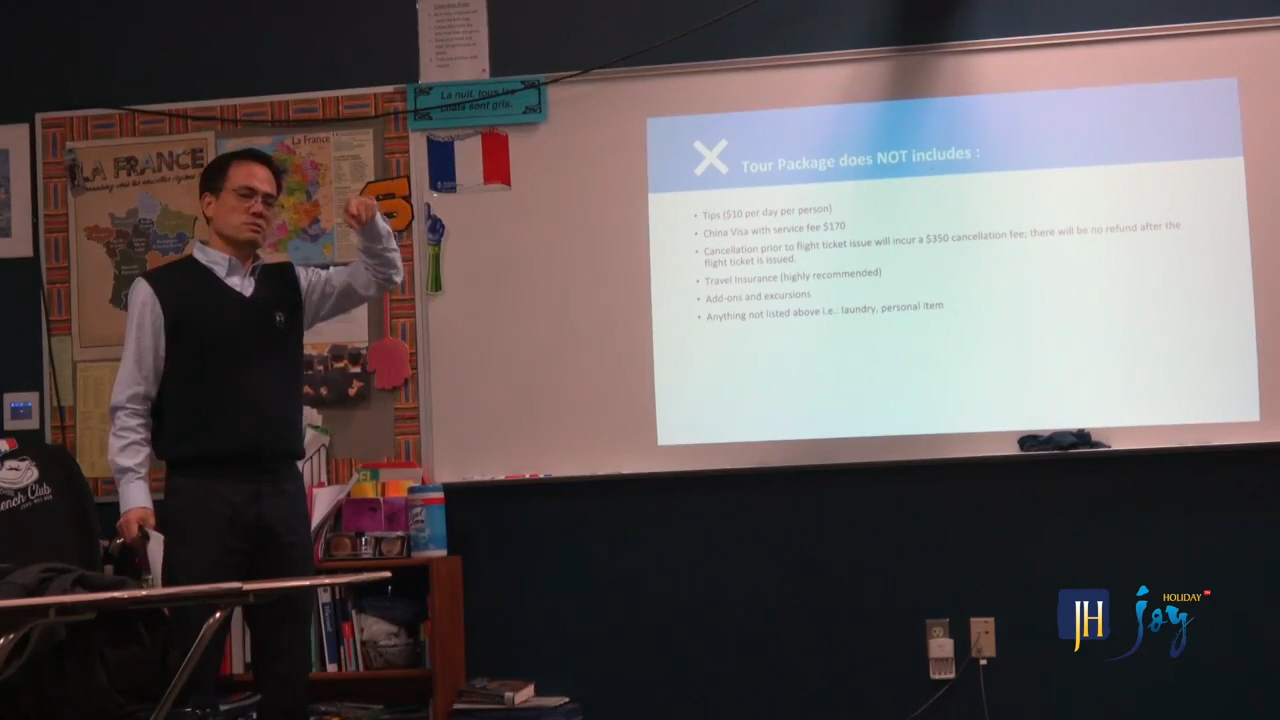 La nuit, tous les
chats sont gris.
LA FRANCE
La France
Tour Package does NOT includes :
• Tips ($10 per day per person)
• China Visa with service fee $170
• Cancellation prior to flight ticket issue will incur a $350 cancellation fee; there will be no refund after the
flight ticket is issued.
• Travel Insurance (highly recommended)
• Add-ons and excursions
• Anything not listed above i.e.: laundry, personal item
ench Club
JH
HOLIDAY
joy